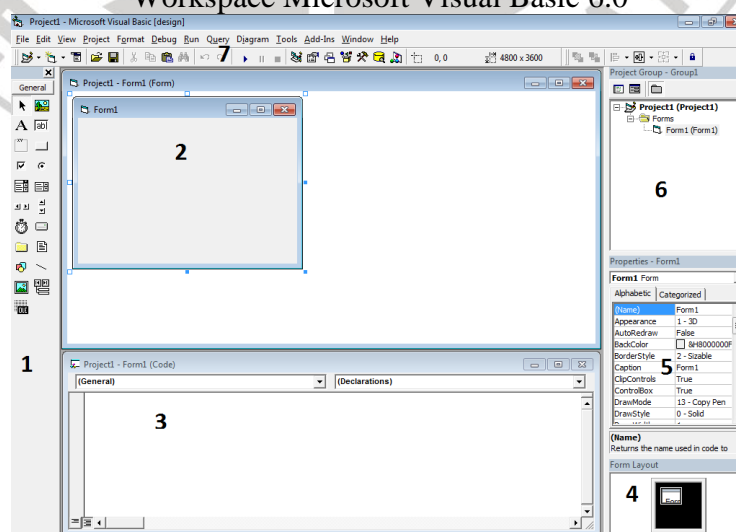 Workspace Microsoft Visual Basic 6.0
Project1 - Microsoft Visual Basic [design]
File Edit View Project Format Debug Run Query Diagram Tools Add-Ins Window Help
7
0, 0 4800 x 3600
General
A ab|
XY
OLE
1
Project1 - Form1 (Form)
Form1
2
Project1 - Form1 (Code)
(General) (Declarations)
3
Project Group - Group1
Project1 (Project1)
Forms
Form1 (Form1)
6
Properties - Form1
Form1 Form
Alphabetic Categorized
(Name) Form1
Appearance 1 - 3D
AutoRedraw False
BackColor &H8000000F
BorderStyle 2 - Sizable
Caption Form1
5
ClipControls True
ControlBox True
DrawMode 13 - Copy Pen
DrawStyle 0 - Solid
(Name)
Returns the name used in code to
Form Layout
4
Form